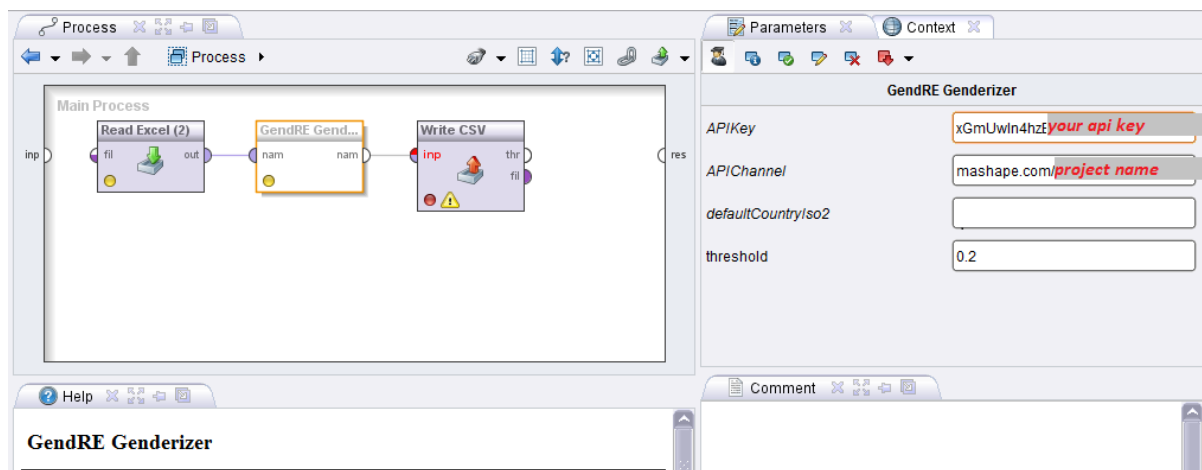 Process
Parameters
Context
Process
GendRE Genderizer
Main Process
Read Excel (2)
GendRE Gend...
Write CSV
inp
fil
out
nam
nam
inp
thr
fil
res
APIKey
xGmUwIn4hzE your api key
APIChannel
mashape.com/project name
defaultCountryIso2
threshold
0.2
Help
Comment
GendRE Genderizer